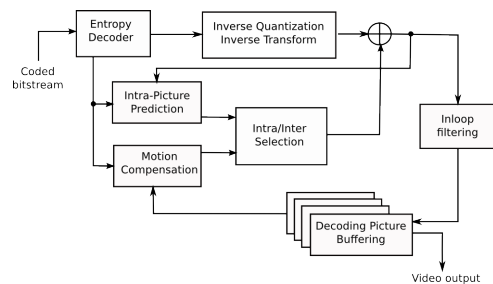 Entropy
Decoder
Inverse Quantization
Inverse Transform
Coded
bitstream
Intra-Picture
Prediction
Intra/Inter
Selection
Inloop
filtering
Motion
Compensation
Decoding Picture
Buffering
Video output